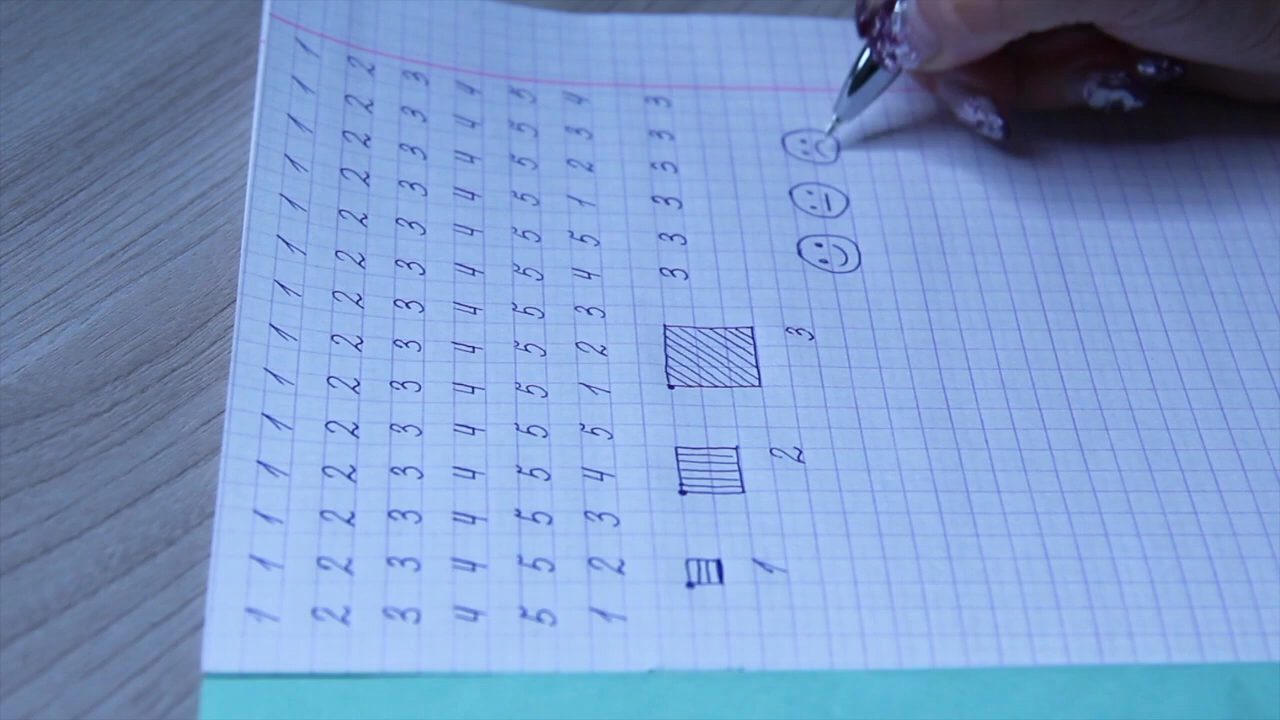 1 1 1 1 1 1 1 1 1 1 1 1 1 1
2 2 2 2 2 2 2 2 2 2 2 2 2 2
3 3 3 3 3 3 3 3 3 3 3 3 3 3
4 4 4 4 4 4 4 4 4 4 4 4 4 4
5 5 5 5 5 5 5 5 5 5 5 5 5 5
1 2 3 4 5 1 2 3 4 5 1 2 3 4
3 3 3 3 3 3
1 2 3